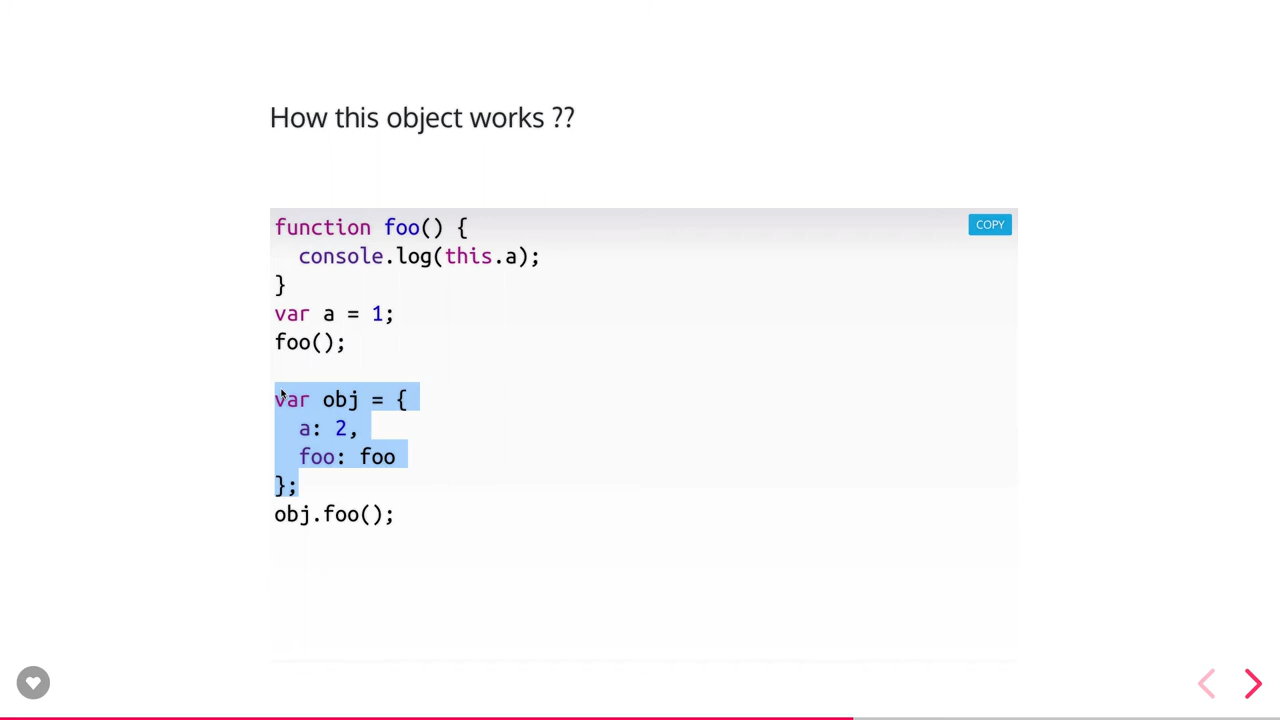 How this object works ??
COPY
function foo() {
  console.log(this.a);
}
var a = 1;
foo();
var obj = {
  a: 2,
  foo: foo
};
obj.foo();